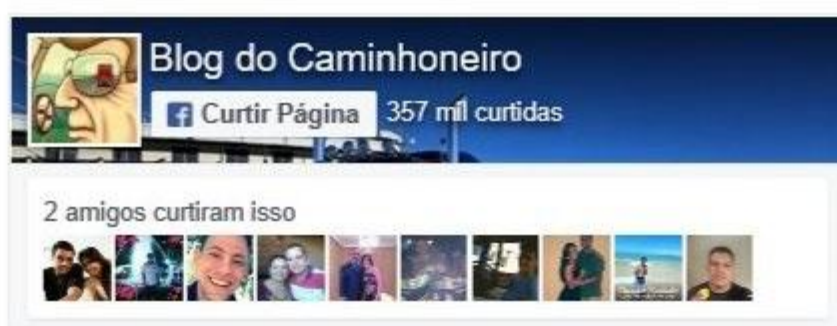 Blog do Caminhoneiro
Curtir Página 357 mil curtidas
2 amigos curtiram isso